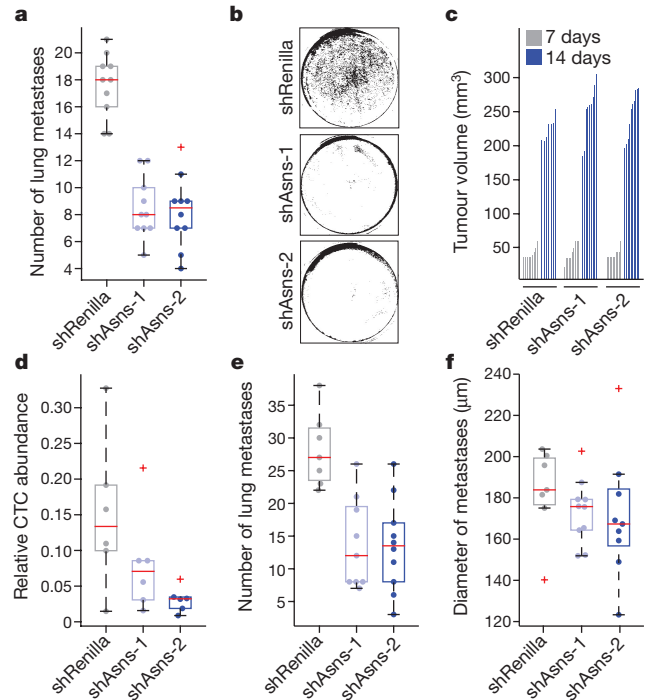 a
Number of lung metastases
20
18
16
14
12
10
8
6
4
shRenilla
shAsns-1
shAsns-2
b
shRenilla
shAsns-1
shAsns-2
c
7 days
14 days
Tumour volume (mm³)
300
250
200
150
100
50
shRenilla
shAsns-1
shAsns-2
d
Relative CTC abundance
0.30
0.25
0.20
0.15
0.10
0.05
0
shRenilla
shAsns-1
shAsns-2
e
Number of lung metastases
35
30
25
20
15
10
5
shRenilla
shAsns-1
shAsns-2
f
Diameter of metastases (µm)
240
220
200
180
160
140
120
shRenilla
shAsns-1
shAsns-2